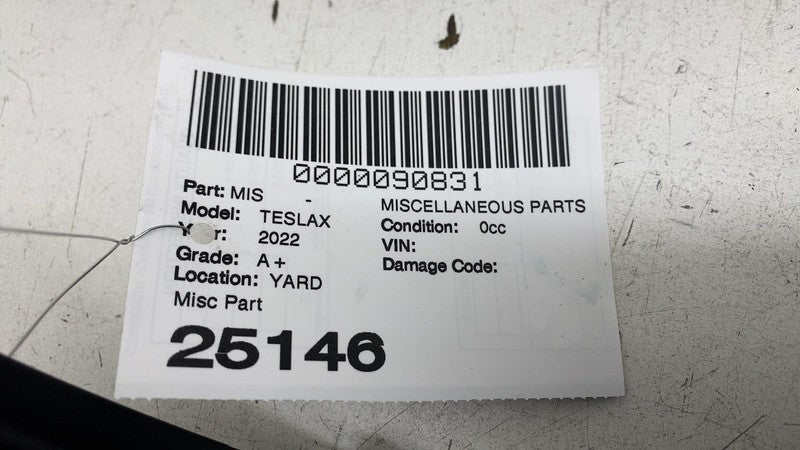 0000090831
Part: MIS - MISCELLANEOUS PARTS
Model: TESLAX Condition: 0cc
Year: 2022 VIN:
Grade: A+ Damage Code:
Location: YARD
Misc Part
25146